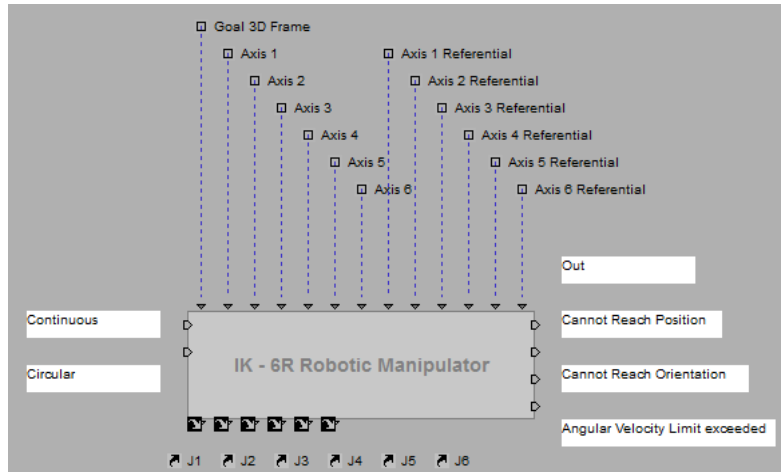 Goal 3D Frame
Axis 1
Axis 1 Referential
Axis 2
Axis 2 Referential
Axis 3
Axis 3 Referential
Axis 4
Axis 4 Referential
Axis 5
Axis 5 Referential
Axis 6
Axis 6 Referential
Out
Continuous
Cannot Reach Position
IK - 6R Robotic Manipulator
Circular
Cannot Reach Orientation
Angular Velocity Limit exceeded
J1 J2 J3 J4 J5 J6